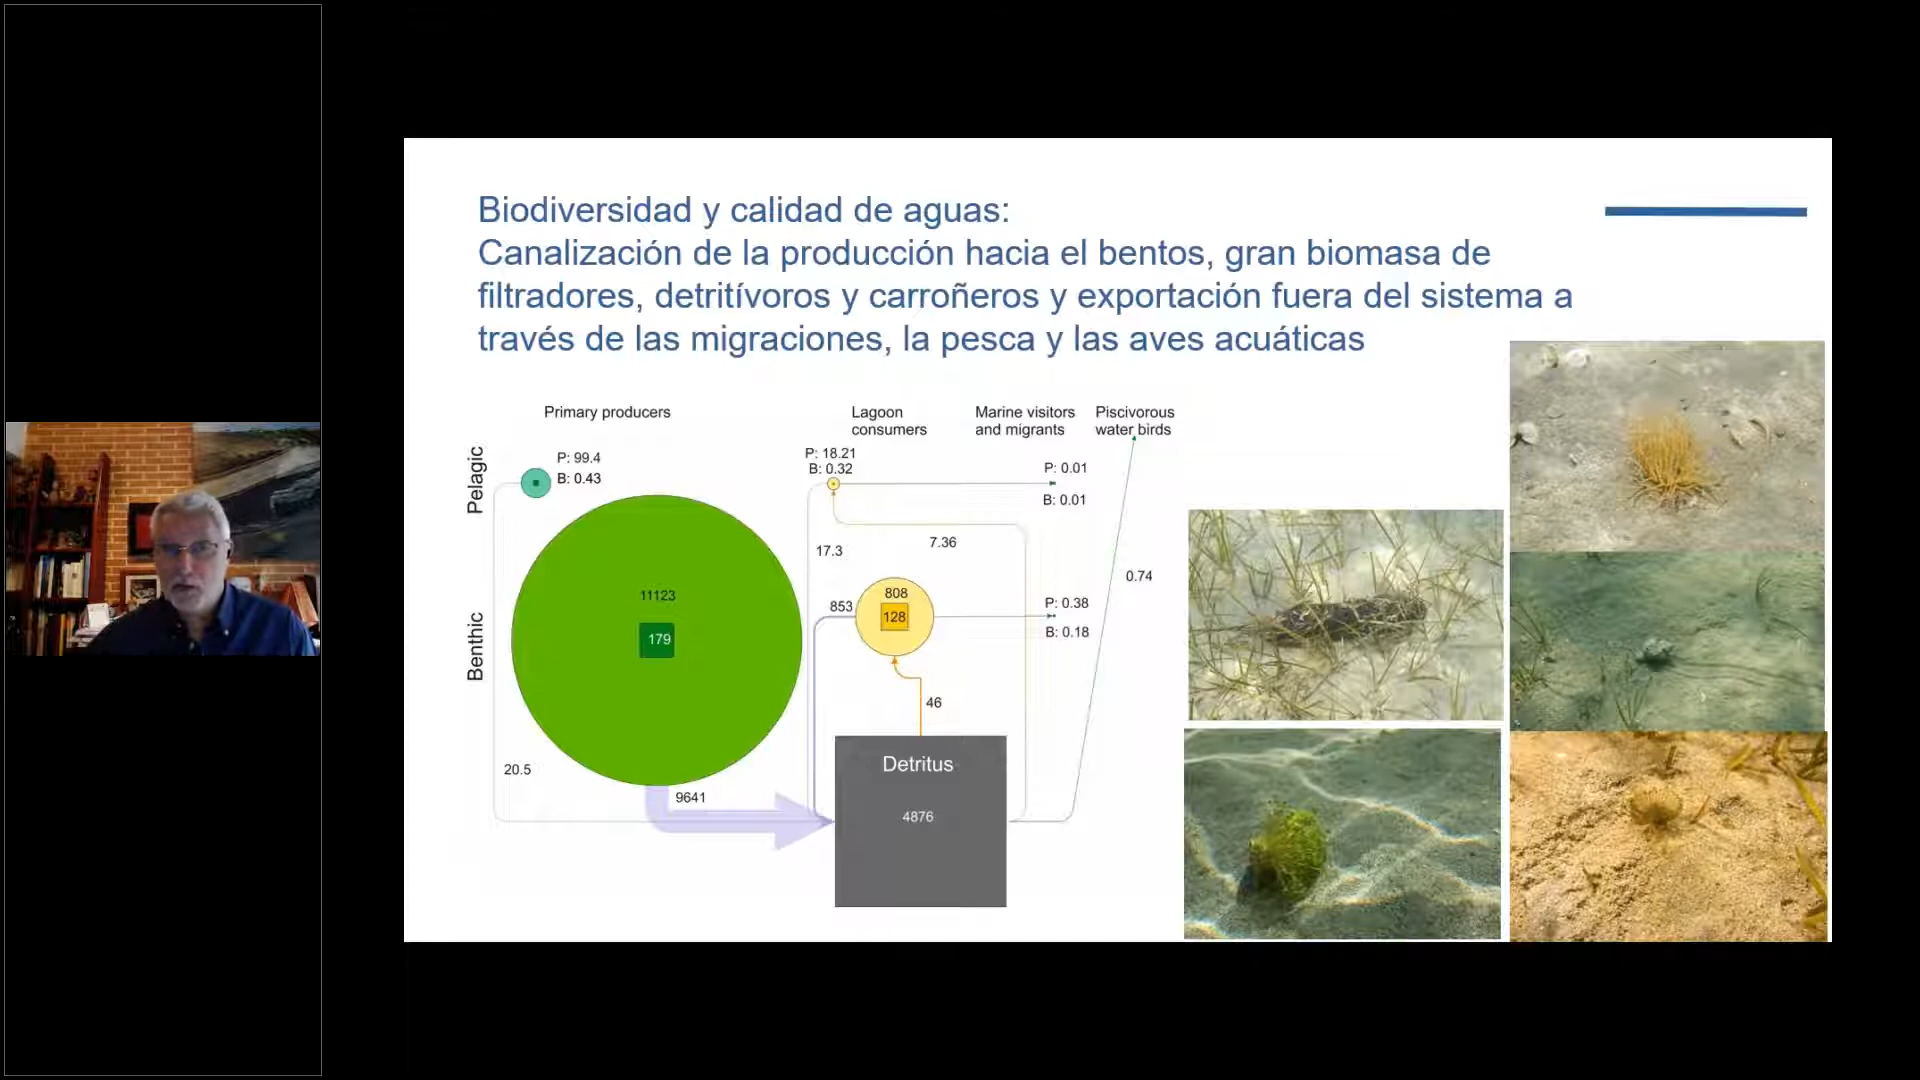 Biodiversidad y calidad de aguas:
Canalización de la producción hacia el bentos, gran biomasa de
filtradores, detritívoros y carroñeros y exportación fuera del sistema a
través de las migraciones, la pesca y las aves acuáticas
Primary producers
Lagoon
consumers
Marine visitors
and migrants
Piscivorous
water birds
Pelagic
P: 99.4
B: 0.43
P: 18.21
B: 0.32
P: 0.01
B: 0.01
17.3
7.36
0.74
Benthic
11123
179
853
808
128
P: 0.38
B: 0.18
46
20.5
9641
Detritus
4876